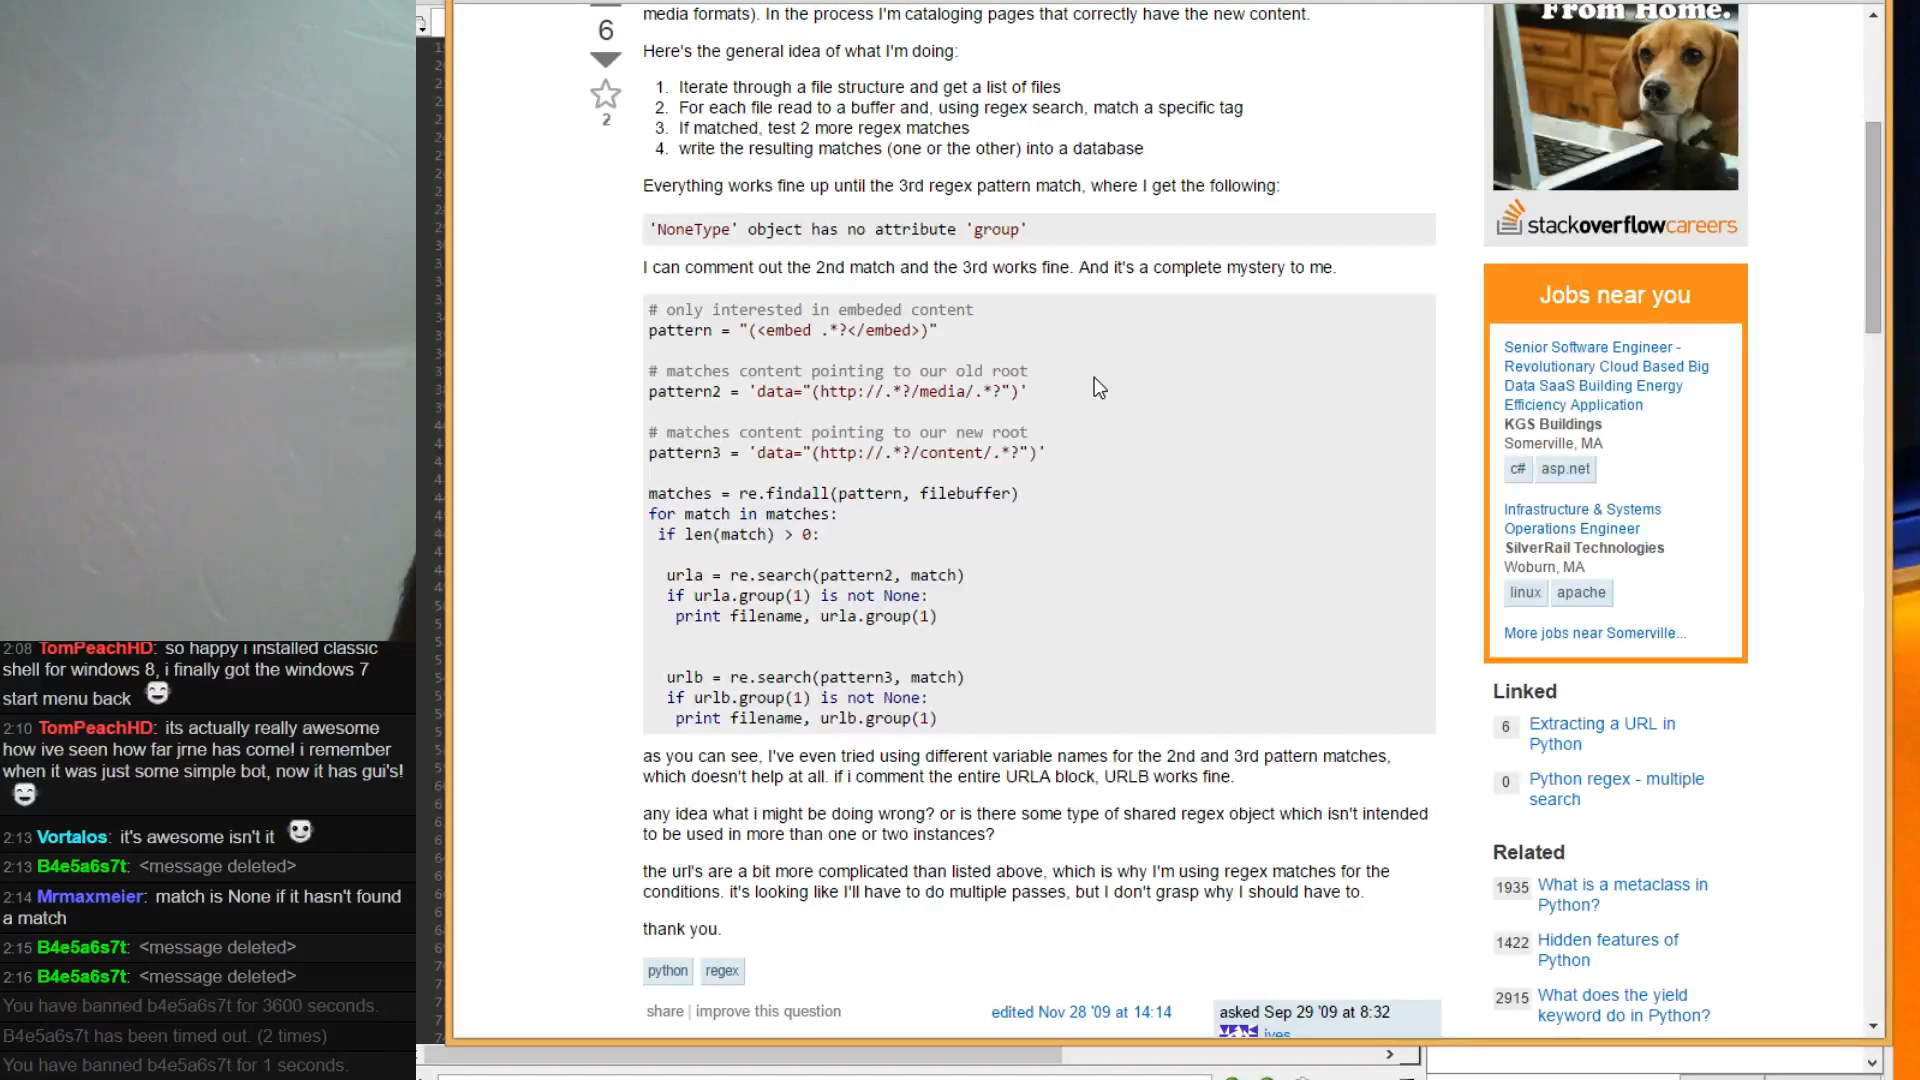 2:08 TomPeachHD: so happy i installed classic
shell for windows 8, i finally got the windows 7
start menu back
2:10 TomPeachHD: its actually really awesome
how ive seen how far jrne has come! i remember
when it was just some simple bot, now it has gui's!
2:13 Vortalos: it's awesome isn't it
2:13 B4e5a6s7t: <message deleted>
2:14 Mrmaxmeier: match is None if it hasn't found
a match
2:15 B4e5a6s7t: <message deleted>
2:16 B4e5a6s7t: <message deleted>
You have banned b4e5a6s7t for 3600 seconds.
B4e5a6s7t has been timed out. (2 times)
You have banned b4e5a6s7t for 1 seconds.
6
2
media formats). In the process I'm cataloging pages that correctly have the new content.
Here's the general idea of what I'm doing:
1. Iterate through a file structure and get a list of files
2. For each file read to a buffer and, using regex search, match a specific tag
3. If matched, test 2 more regex matches
4. write the resulting matches (one or the other) into a database
Everything works fine up until the 3rd regex pattern match, where I get the following:
'NoneType' object has no attribute 'group'
I can comment out the 2nd match and the 3rd works fine. And it's a complete mystery to me.
# only interested in embeded content
pattern = "(<embed .*?</embed>)"
# matches content pointing to our old root
pattern2 = 'data="(http://.*?/media/.*?")'
# matches content pointing to our new root
pattern3 = 'data="(http://.*?/content/.*?")'
matches = re.findall(pattern, filebuffer)
for match in matches:
if len(match) > 0:
urla = re.search(pattern2, match)
if urla.group(1) is not None:
print filename, urla.group(1)
urlb = re.search(pattern3, match)
if urlb.group(1) is not None:
print filename, urlb.group(1)
as you can see, I've even tried using different variable names for the 2nd and 3rd pattern matches,
which doesn't help at all. if i comment the entire URLA block, URLB works fine.
any idea what i might be doing wrong? or is there some type of shared regex object which isn't intended
to be used in more than one or two instances?
the url's are a bit more complicated than listed above, which is why I'm using regex matches for the
conditions. it's looking like I'll have to do multiple passes, but I don't grasp why I should have to.
thank you.
python regex
share | improve this question
edited Nov 28 '09 at 14:14
asked Sep 29 '09 at 8:32
ives
From Home.
stackoverflowcareers
Jobs near you
Senior Software Engineer -
Revolutionary Cloud Based Big
Data SaaS Building Energy
Efficiency Application
KGS Buildings
Somerville, MA
c# asp.net
Infrastructure & Systems
Operations Engineer
SilverRail Technologies
Woburn, MA
linux apache
More jobs near Somerville...
Linked
6 Extracting a URL in
Python
0 Python regex - multiple
search
Related
1935 What is a metaclass in
Python?
1422 Hidden features of
Python
2915 What does the yield
keyword do in Python?